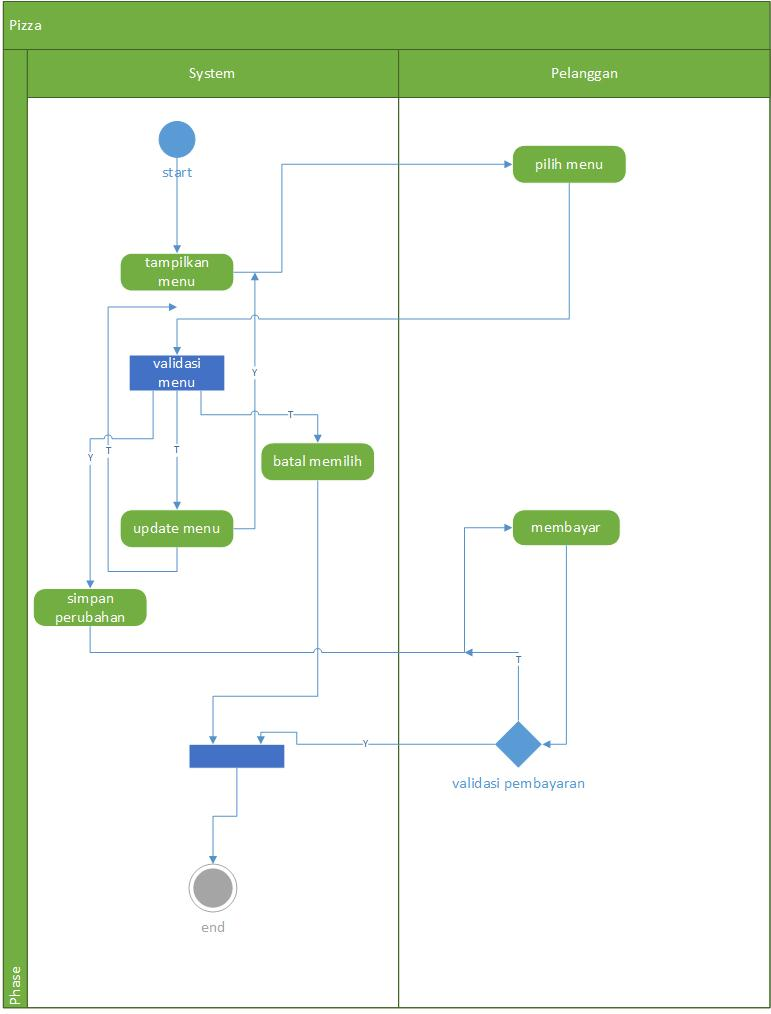 Pizza
System
Pelanggan
start
pilih menu
tampilkan
menu
validasi
menu
Y
T
batal memilih
Y
T
T
update menu
membayar
simpan
perubahan
T
Y
validasi pembayaran
end
Phase